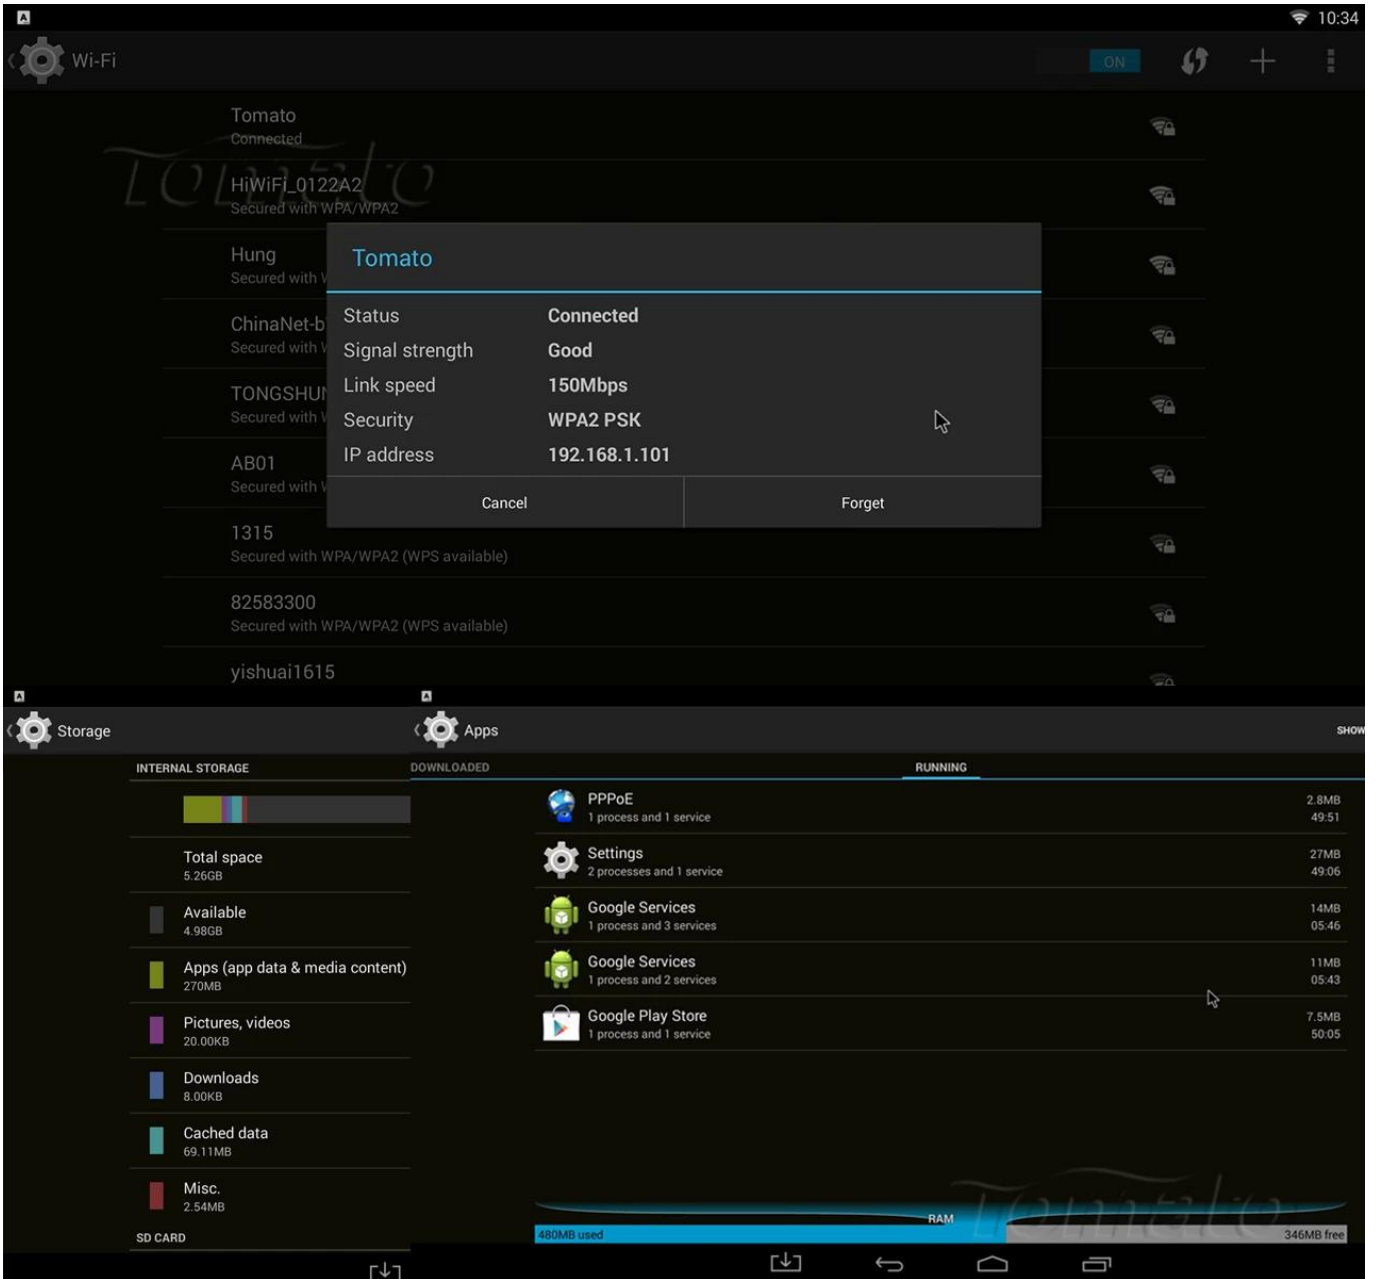 10:34
Wi-Fi
ON
Tomato
Connected
Tomato
HiWiFi_0122A2
Secured with WPA/WPA2
Hung
Secured with
ChinaNet-b
Secured with
TONGSHUN
Secured with
AB01
Secured with
1315
Secured with WPA/WPA2 (WPS available)
82583300
Secured with WPA/WPA2 (WPS available)
yishuai1615
Tomato
Status Connected
Signal strength Good
Link speed 150Mbps
Security WPA2 PSK
IP address 192.168.1.101
Cancel Forget
Storage
INTERNAL STORAGE
Total space
5.26GB
Available
4.98GB
Apps (app data & media content)
270MB
Pictures, videos
20.00KB
Downloads
8.00KB
Cached data
69.11MB
Misc.
2.54MB
SD CARD
Apps
SHOW
DOWNLOADED RUNNING
PPPoE 2.8MB
1 process and 1 service 49:51
Settings 27MB
2 processes and 1 service 49:06
Google Services 14MB
1 process and 3 services 05:46
Google Services 11MB
1 process and 2 services 05:43
Google Play Store 7.5MB
1 process and 1 service 50:05
Tomato
RAM
480MB used 346MB free